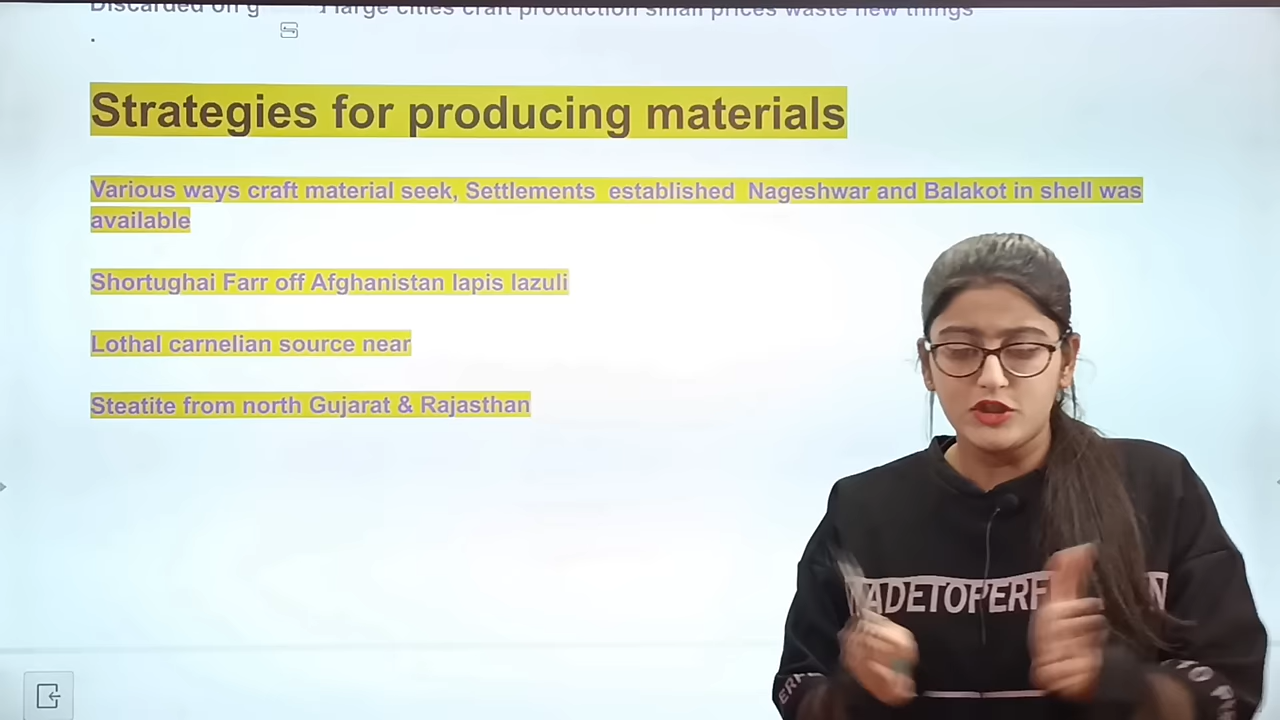 Discarded on g large cities craft production small prices waste new things
.
Strategies for producing materials
Various ways craft material seek, Settlements established Nageshwar and Balakot in shell was
available
Shortughai Farr off Afghanistan lapis lazuli
Lothal carnelian source near
Steatite from north Gujarat & Rajasthan
ADETOPERF